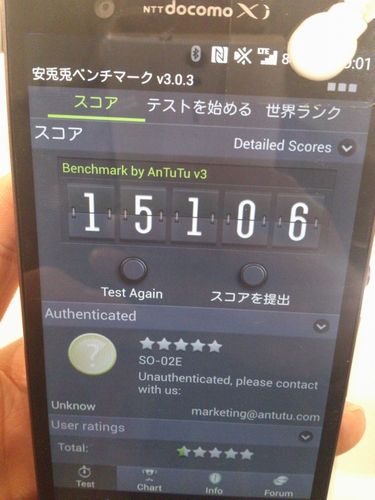 NTT docomo Xi
LTE
安兎兎ベンチマーク v3.0.3
スコア テストを始める 世界ランク
スコア Detailed Scores
Benchmark by AnTuTu v3
15106
Test Again スコアを提出
Authenticated
?
SO-02E
Unauthenticated, please contact
with us:
Unknow marketing@antutu.com
User ratings
Total:
Test Chart Info Forum